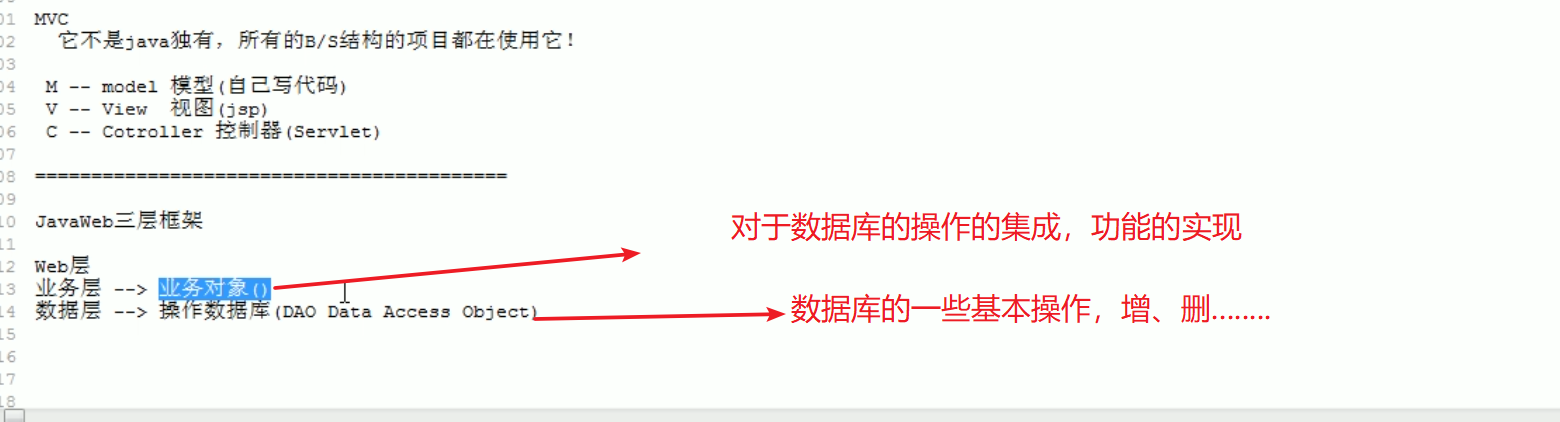 01 MVC
02 它不是java独有，所有的B/S结构的项目都在使用它！
03
04 M -- model 模型(自己写代码)
05 V -- View 视图(jsp)
06 C -- Cotroller 控制器(Servlet)
07
08 ==========================================
09
10 JavaWeb三层框架
11
12 Web层
13 业务层 --> 业务对象()
14 数据层 --> 操作数据库(DAO Data Access Object)
15
16
17
18
对于数据库的操作的集成，功能的实现
数据库的一些基本操作，增、删........